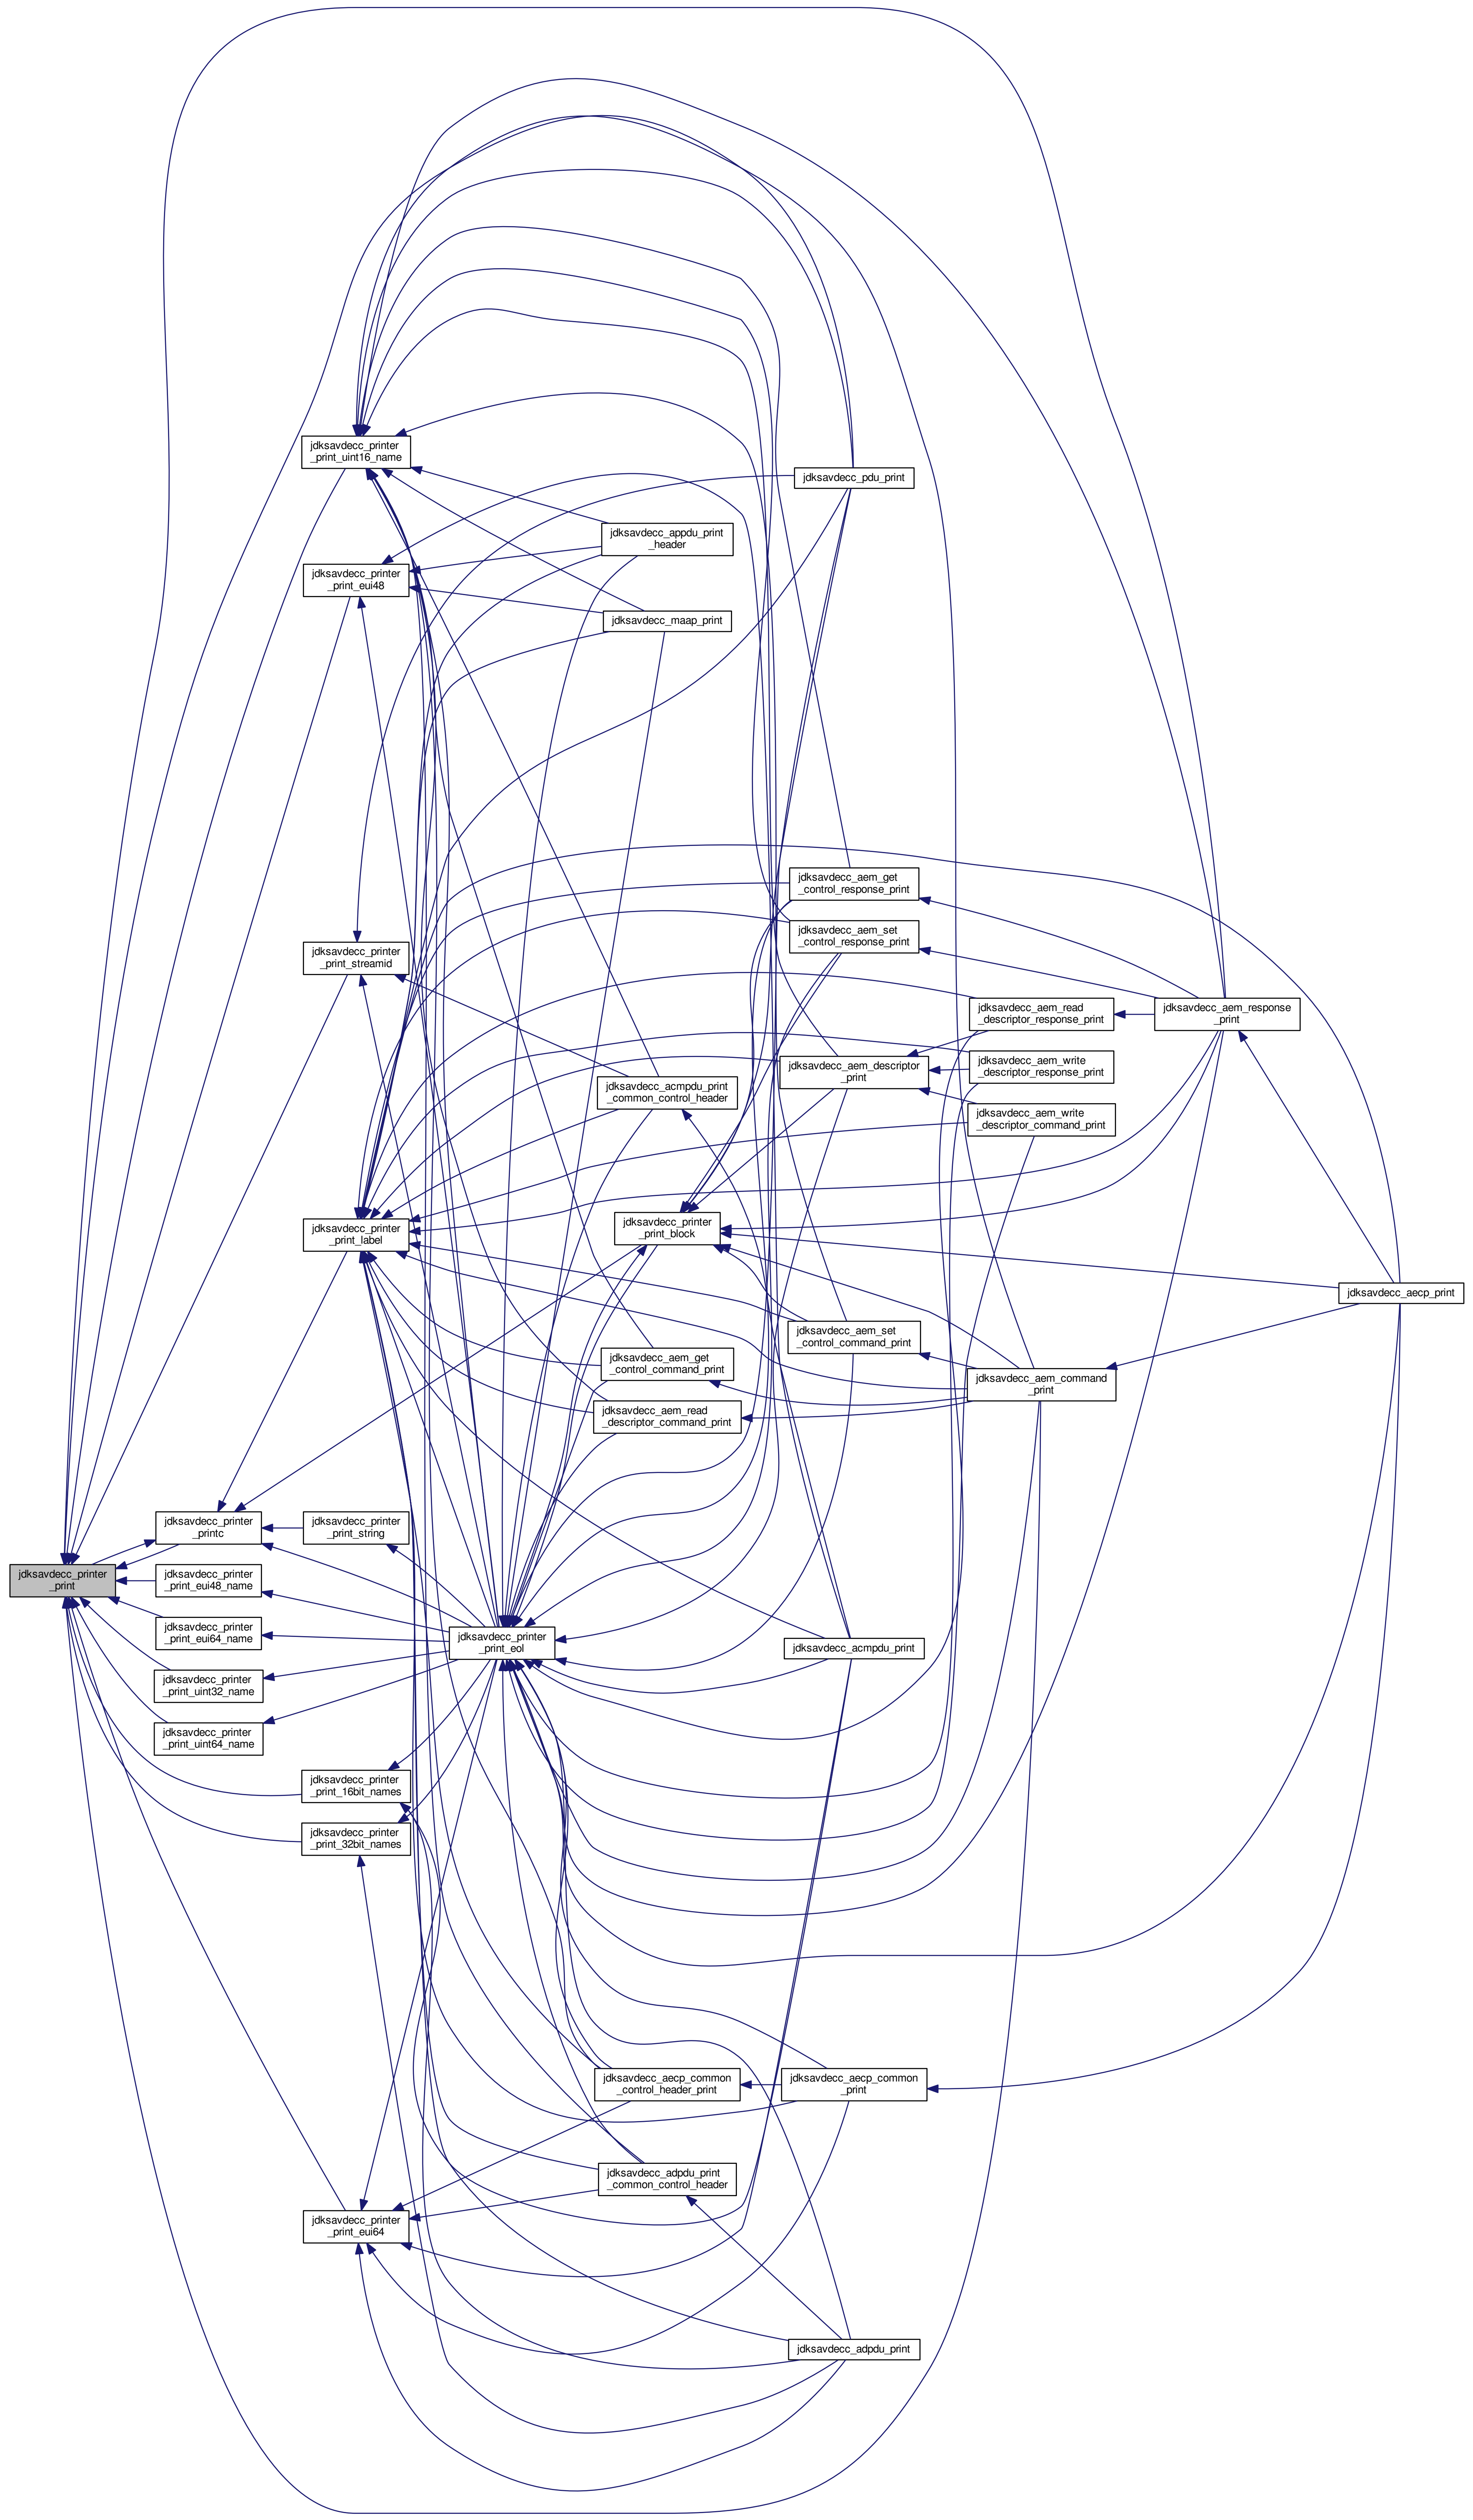 jdksavdecc_printer
_print_uint16_name
jdksavdecc_pdu_print
jdksavdecc_appdu_print
_header
jdksavdecc_printer
_print_eui48
jdksavdecc_maap_print
jdksavdecc_aem_get
_control_response_print
jdksavdecc_aem_set
_control_response_print
jdksavdecc_printer
_print_streamid
jdksavdecc_aem_read
_descriptor_response_print
jdksavdecc_aem_response
_print
jdksavdecc_aem_write
_descriptor_response_print
jdksavdecc_aem_descriptor
_print
jdksavdecc_acmpdu_print
_common_control_header
jdksavdecc_aem_write
_descriptor_command_print
jdksavdecc_printer
_print_label
jdksavdecc_printer
_print_block
jdksavdecc_aecp_print
jdksavdecc_aem_set
_control_command_print
jdksavdecc_aem_get
_control_command_print
jdksavdecc_aem_command
_print
jdksavdecc_aem_read
_descriptor_command_print
jdksavdecc_printer
_printc
jdksavdecc_printer
_print_string
jdksavdecc_printer
_print
jdksavdecc_printer
_print_eui48_name
jdksavdecc_printer
_print_eui64_name
jdksavdecc_printer
_print_eol
jdksavdecc_acmpdu_print
jdksavdecc_printer
_print_uint32_name
jdksavdecc_printer
_print_uint64_name
jdksavdecc_printer
_print_16bit_names
jdksavdecc_printer
_print_32bit_names
jdksavdecc_aecp_common
_control_header_print
jdksavdecc_aecp_common
_print
jdksavdecc_adpdu_print
_common_control_header
jdksavdecc_printer
_print_eui64
jdksavdecc_adpdu_print